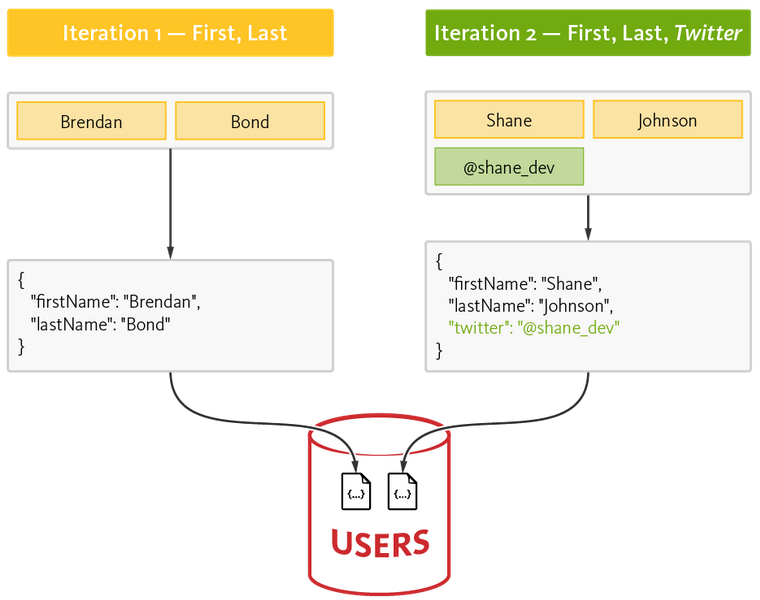 Iteration 1 — First, Last
Brendan
Bond
{
"firstName": "Brendan",
"lastName": "Bond"
}
Iteration 2 — First, Last, Twitter
Shane
Johnson
@shane_dev
{
"firstName": "Shane",
"lastName": "Johnson",
"twitter": "@shane_dev"
}
{...}
{...}
USERS